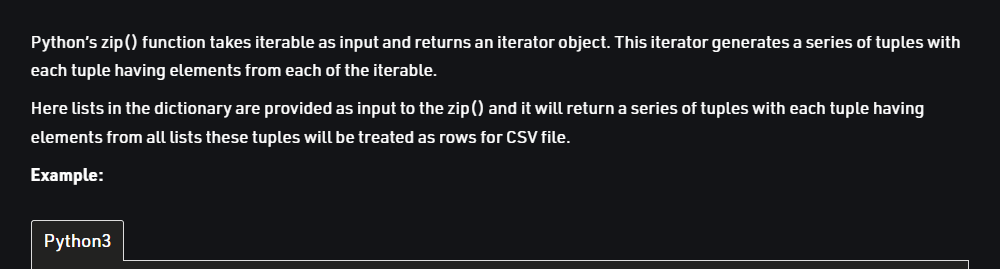 Python's zip() function takes iterable as input and returns an iterator object. This iterator generates a series of tuples with
each tuple having elements from each of the iterable.
Here lists in the dictionary are provided as input to the zip() and it will return a series of tuples with each tuple having
elements from all lists these tuples will be treated as rows for CSV file.
Example:
Python3